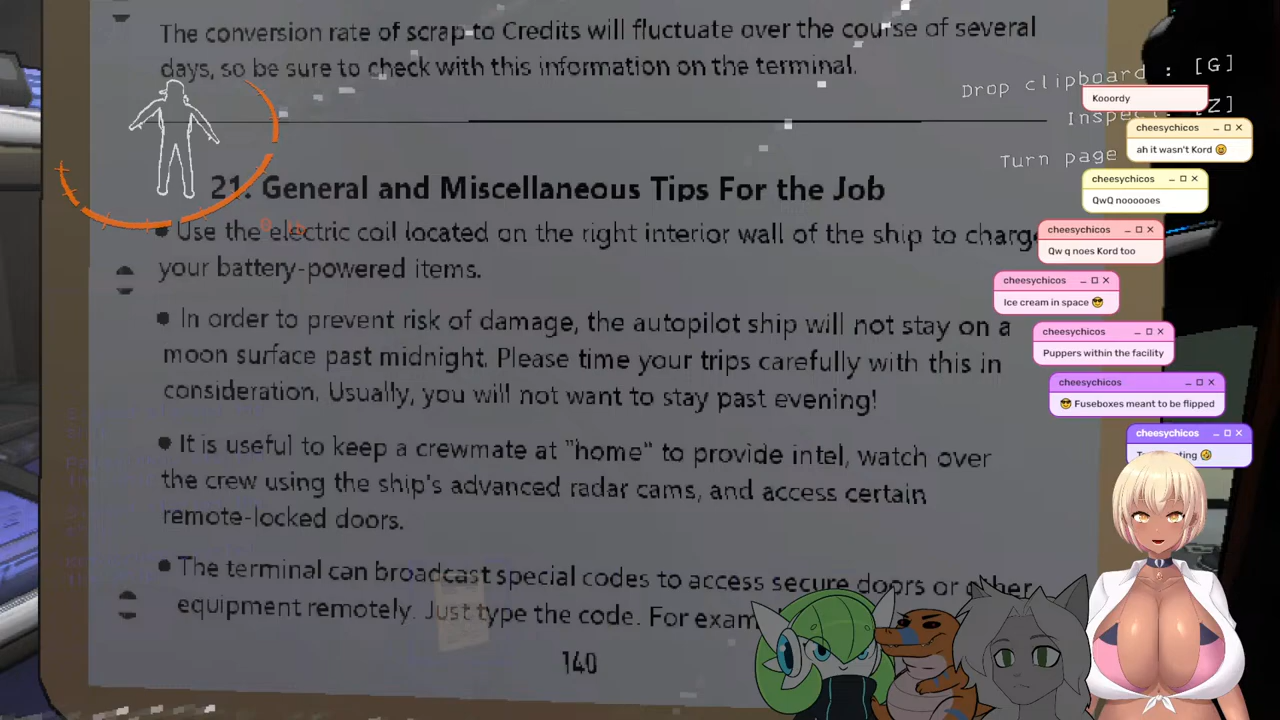 The conversion rate of scrap to Credits will fluctuate over the course of several
days, so be sure to check with this information on the terminal.
21. General and Miscellaneous Tips For the Job
● Use the electric coil located on the right interior wall of the ship to charge
your battery-powered items.
● In order to prevent risk of damage, the autopilot ship will not stay on a
moon surface past midnight. Please time your trips carefully with this in
consideration. Usually, you will not want to stay past evening!
● It is useful to keep a crewmate at "home" to provide intel, watch over
the crew using the ship's advanced radar cams, and access certain
remote-locked doors.
● The terminal can broadcast special codes to access secure doors or other
equipment remotely. Just type the code. For exam
140
Drop clipboard : [G]
Inspect: [Z]
Turn page
Kooordy
cheesychicos
ah it wasn't Kord 😆
cheesychicos
QwQ noooooes
cheesychicos
Qw q noes Kord too
cheesychicos
Ice cream in space 😎
cheesychicos
Puppers within the facility
cheesychicos
😎 Fuseboxes meant to be flipped
cheesychicos